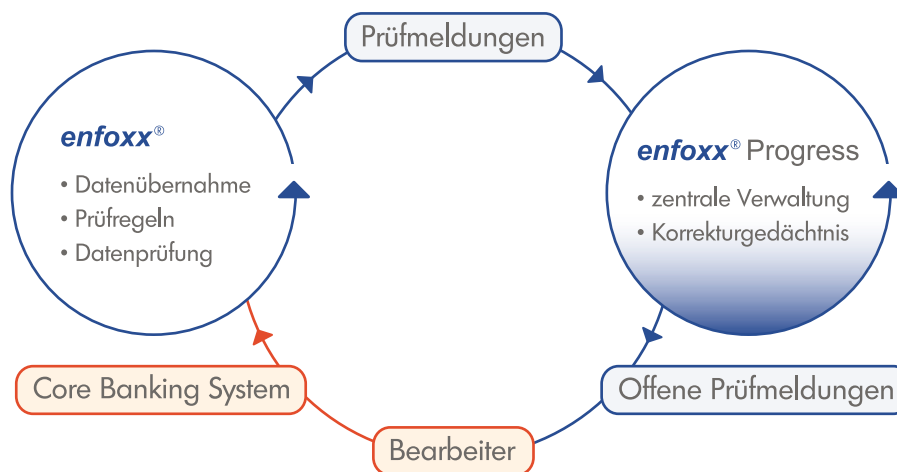 Prüfmeldungen
enfoxx®
• Datenübernahme
• Prüfregeln
• Datenprüfung
enfoxx® Progress
• zentrale Verwaltung
• Korrekturgedächtnis
Core Banking System
Offene Prüfmeldungen
Bearbeiter